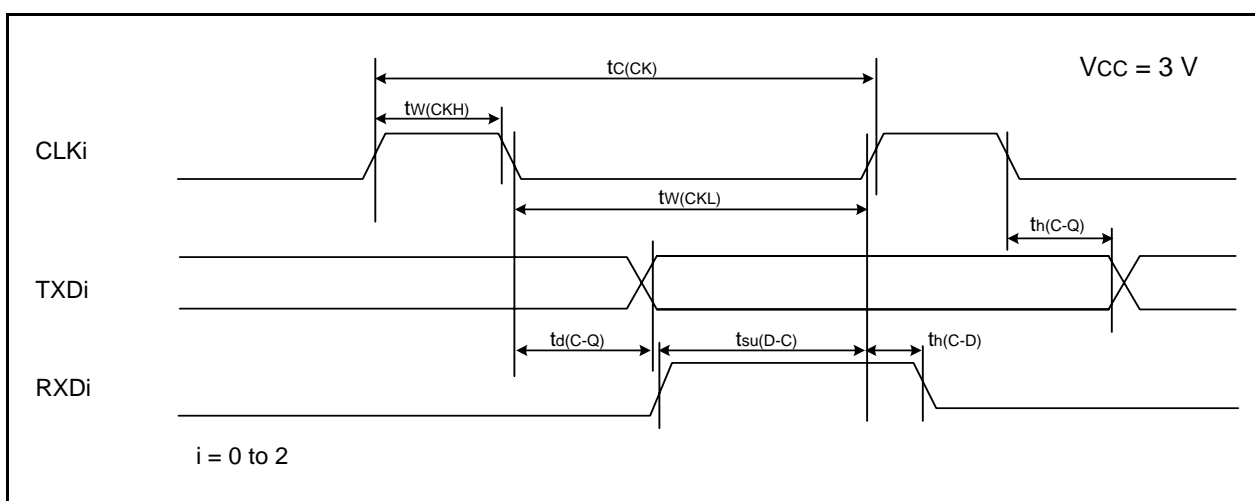 tC(CK)
VCC = 3 V
tW(CKH)
CLKi
tW(CKL)
th(C-Q)
TXDi
td(C-Q)
tsu(D-C)
th(C-D)
RXDi
i = 0 to 2